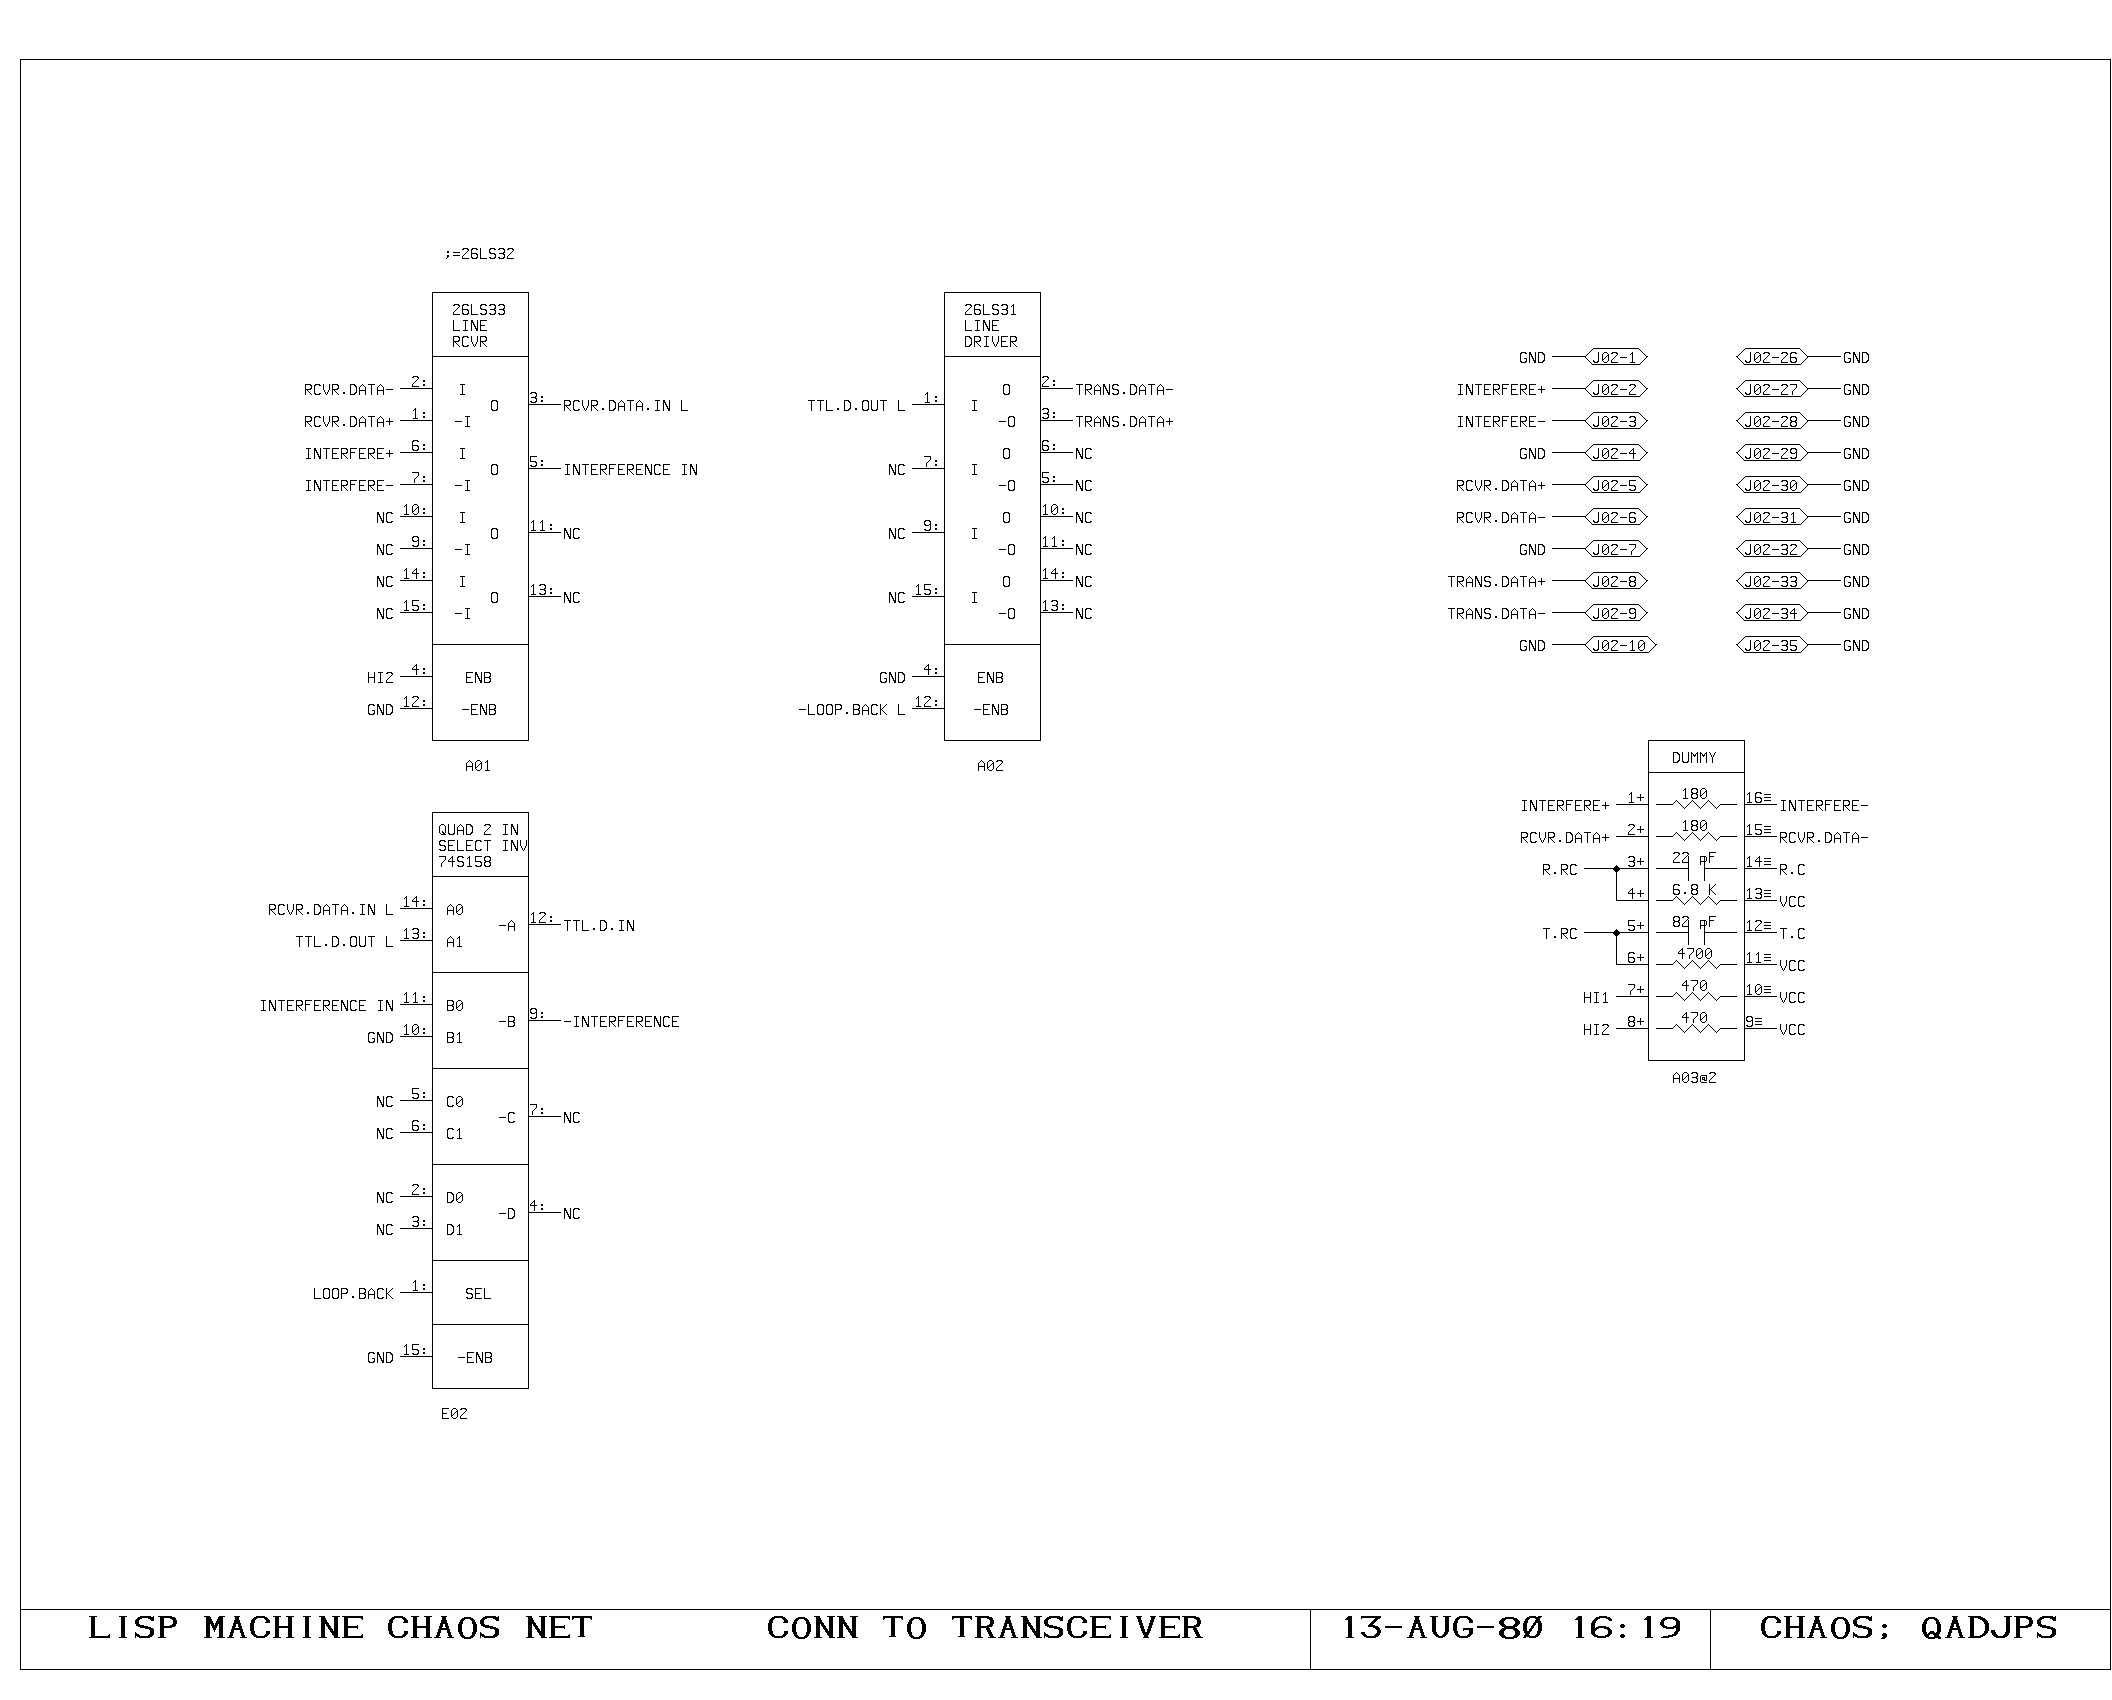 ;=26LS32
26LS33
LINE
RCVR
RCVR.DATA- 2: I
3: RCVR.DATA.IN L
O
RCVR.DATA+ 1: -I
INTERFERE+ 6: I
O 5: INTERFERENCE IN
INTERFERE- 7: -I
NC 10: I
O 11: NC
NC 9: -I
NC 14: I
O 13: NC
NC 15: -I
HI2 4: ENB
GND 12: -ENB
A01
26LS31
LINE
DRIVER
O 2: TRANS.DATA-
TTL.D.OUT L 1: I
-O 3: TRANS.DATA+
O 6: NC
NC 7: I
-O 5: NC
O 10: NC
NC 9: I
-O 11: NC
O 14: NC
NC 15: I
-O 13: NC
GND 4: ENB
-LOOP.BACK L 12: -ENB
A02
GND J02-1 J02-26 GND
INTERFERE+ J02-2 J02-27 GND
INTERFERE- J02-3 J02-28 GND
GND J02-4 J02-29 GND
RCVR.DATA+ J02-5 J02-30 GND
RCVR.DATA- J02-6 J02-31 GND
GND J02-7 J02-32 GND
TRANS.DATA+ J02-8 J02-33 GND
TRANS.DATA- J02-9 J02-34 GND
GND J02-10 J02-35 GND
DUMMY
INTERFERE+ 1+ 180 16≡ INTERFERE-
RCVR.DATA+ 2+ 180 15≡ RCVR.DATA-
R.RC 3+ 22 pF 14≡ R.C
4+ 6.8 K 13≡ VCC
T.RC 5+ 82 pF 12≡ T.C
6+ 4700 11≡ VCC
HI1 7+ 470 10≡ VCC
HI2 8+ 470 9≡ VCC
A03@2
QUAD 2 IN
SELECT INV
74S158
RCVR.DATA.IN L 14: A0
-A 12: TTL.D.IN
TTL.D.OUT L 13: A1
INTERFERENCE IN 11: B0
-B 9: -INTERFERENCE
GND 10: B1
NC 5: C0
-C 7: NC
NC 6: C1
NC 2: D0
-D 4: NC
NC 3: D1
LOOP.BACK 1: SEL
GND 15: -ENB
E02
LISP MACHINE CHAOS NET CONN TO TRANSCEIVER 13-AUG-80 16:19 CHAOS; QADJPS